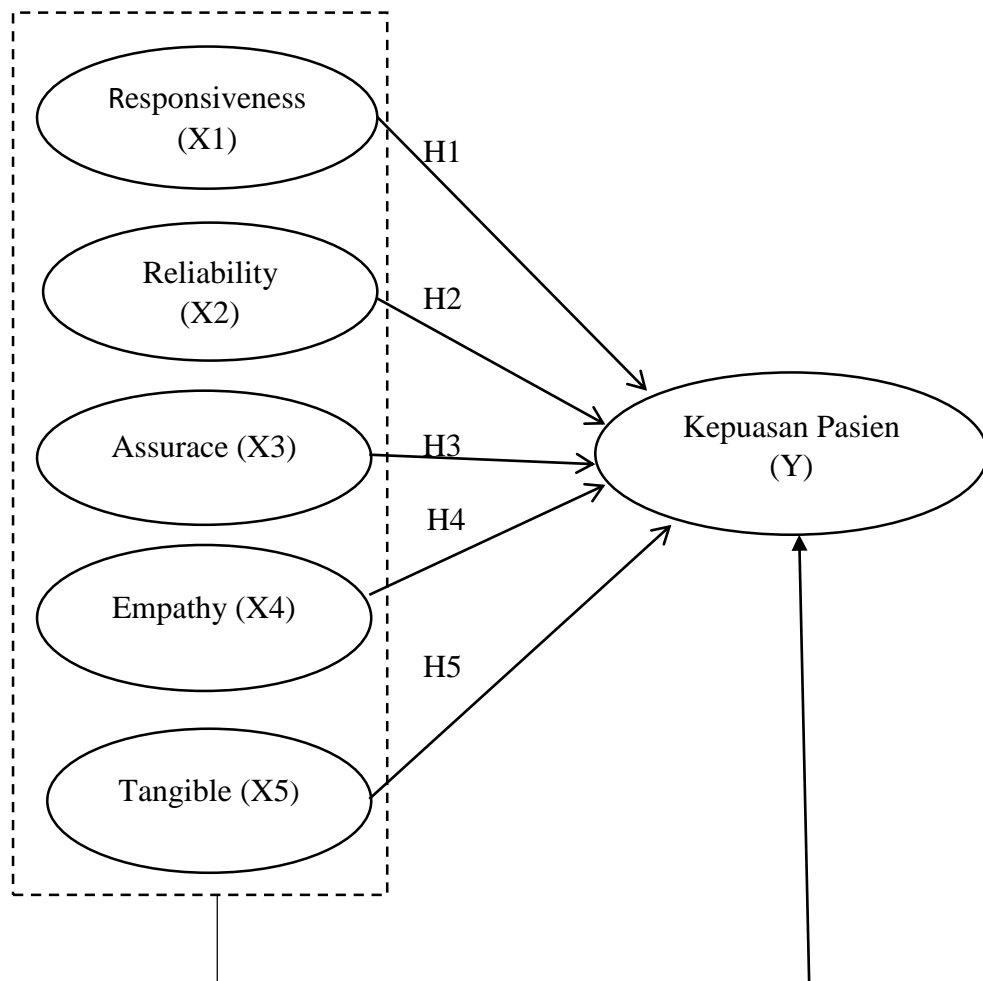 Responsiveness
(X1)
H1
Reliability
(X2)
H2
Assurace (X3)
H3
Kepuasan Pasien
(Y)
H4
Empathy (X4)
H5
Tangible (X5)